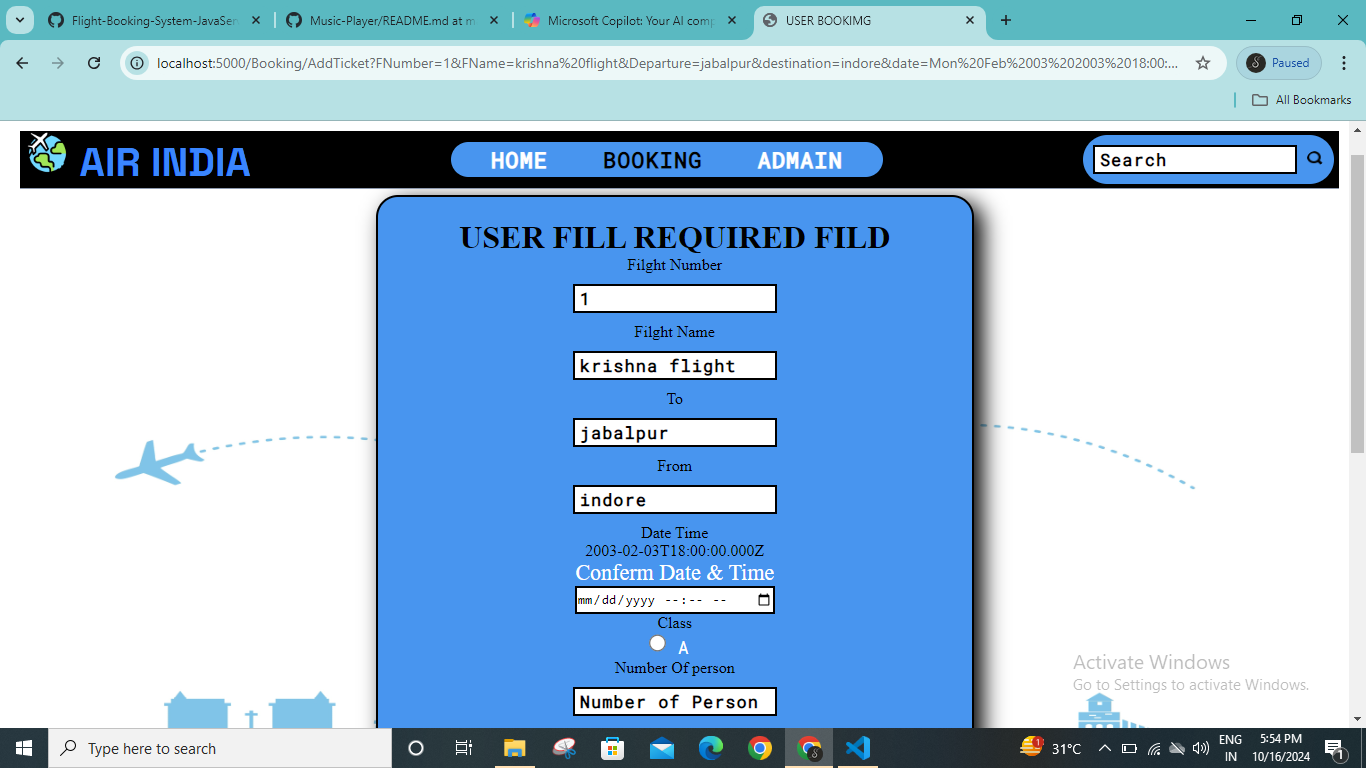 Flight-Booking-System-JavaSer
Music-Player/README.md at m
Microsoft Copilot: Your AI comp
USER BOOKIMG
localhost:5000/Booking/AddTicket?FNumber=1&FName=krishna%20flight&Departure=jabalpur&destination=indore&date=Mon%20Feb%2003%202003%2018:00:...
Paused
All Bookmarks
AIR INDIA
HOME BOOKING ADMAIN
Search
USER FILL REQUIRED FILD
Filght Number
1
Filght Name
krishna flight
To
jabalpur
From
indore
Date Time
2003-02-03T18:00:00.000Z
Conferm Date & Time
mm/dd/yyyy --:-- --
Class
A
Number Of person
Number of Person
Activate Windows
Go to Settings to activate Windows.
Type here to search
1
31°C
ENG
IN
5:54 PM
10/16/2024
1